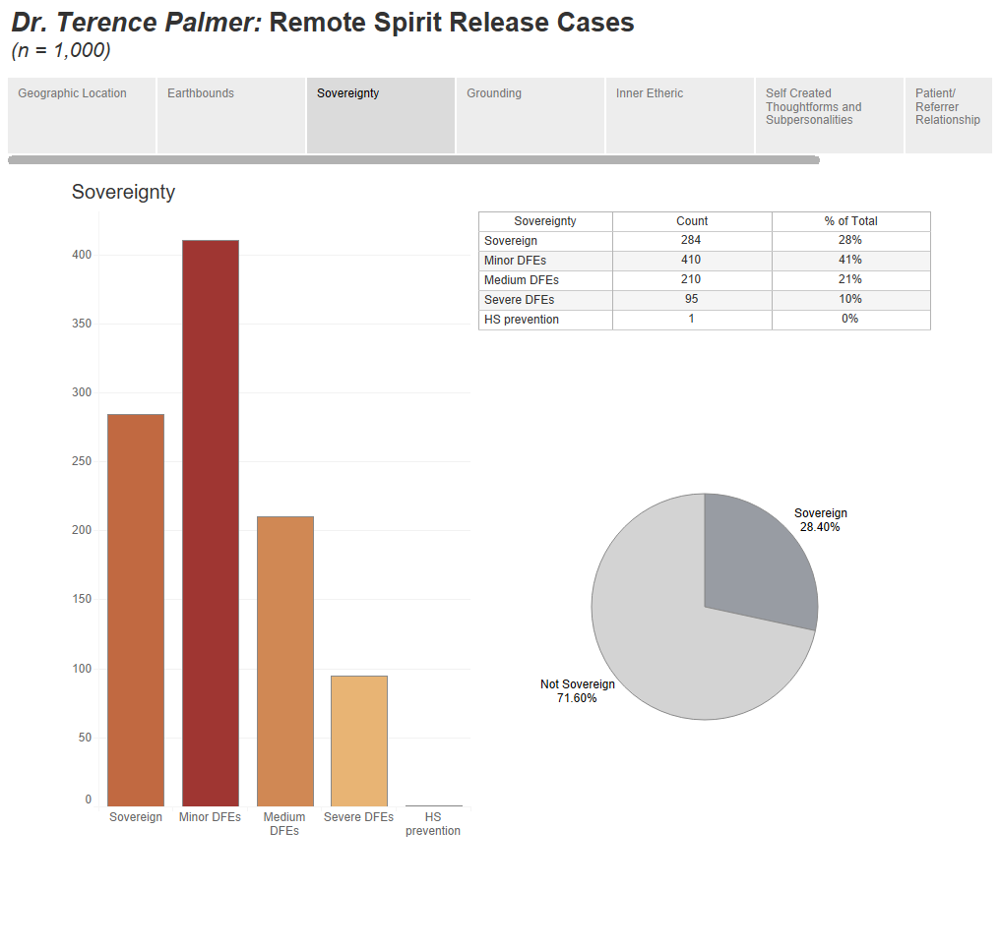 Dr. Terence Palmer: Remote Spirit Release Cases
(n = 1,000)
Geographic Location
Earthbounds
Sovereignty
Grounding
Inner Etheric
Self Created
Thoughtforms and
Subpersonalities
Patient/
Referrer
Relationship
Sovereignty
400
350
300
250
200
150
100
50
0
Sovereign
Minor DFEs
Medium
DFEs
Severe DFEs
HS
prevention
Sovereignty Count % of Total
Sovereign 284 28%
Minor DFEs 410 41%
Medium DFEs 210 21%
Severe DFEs 95 10%
HS prevention 1 0%
Sovereign
28.40%
Not Sovereign
71.60%